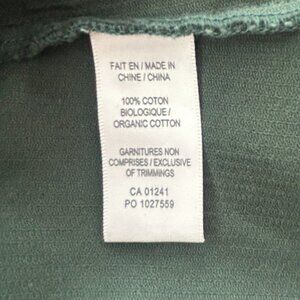 FAIT EN / MADE IN
CHINE / CHINA
100% COTON
BIOLOGIQUE /
ORGANIC COTTON
GARNITURES NON
COMPRISES / EXCLUSIVE
OF TRIMMINGS
CA 01241
PO 1027559